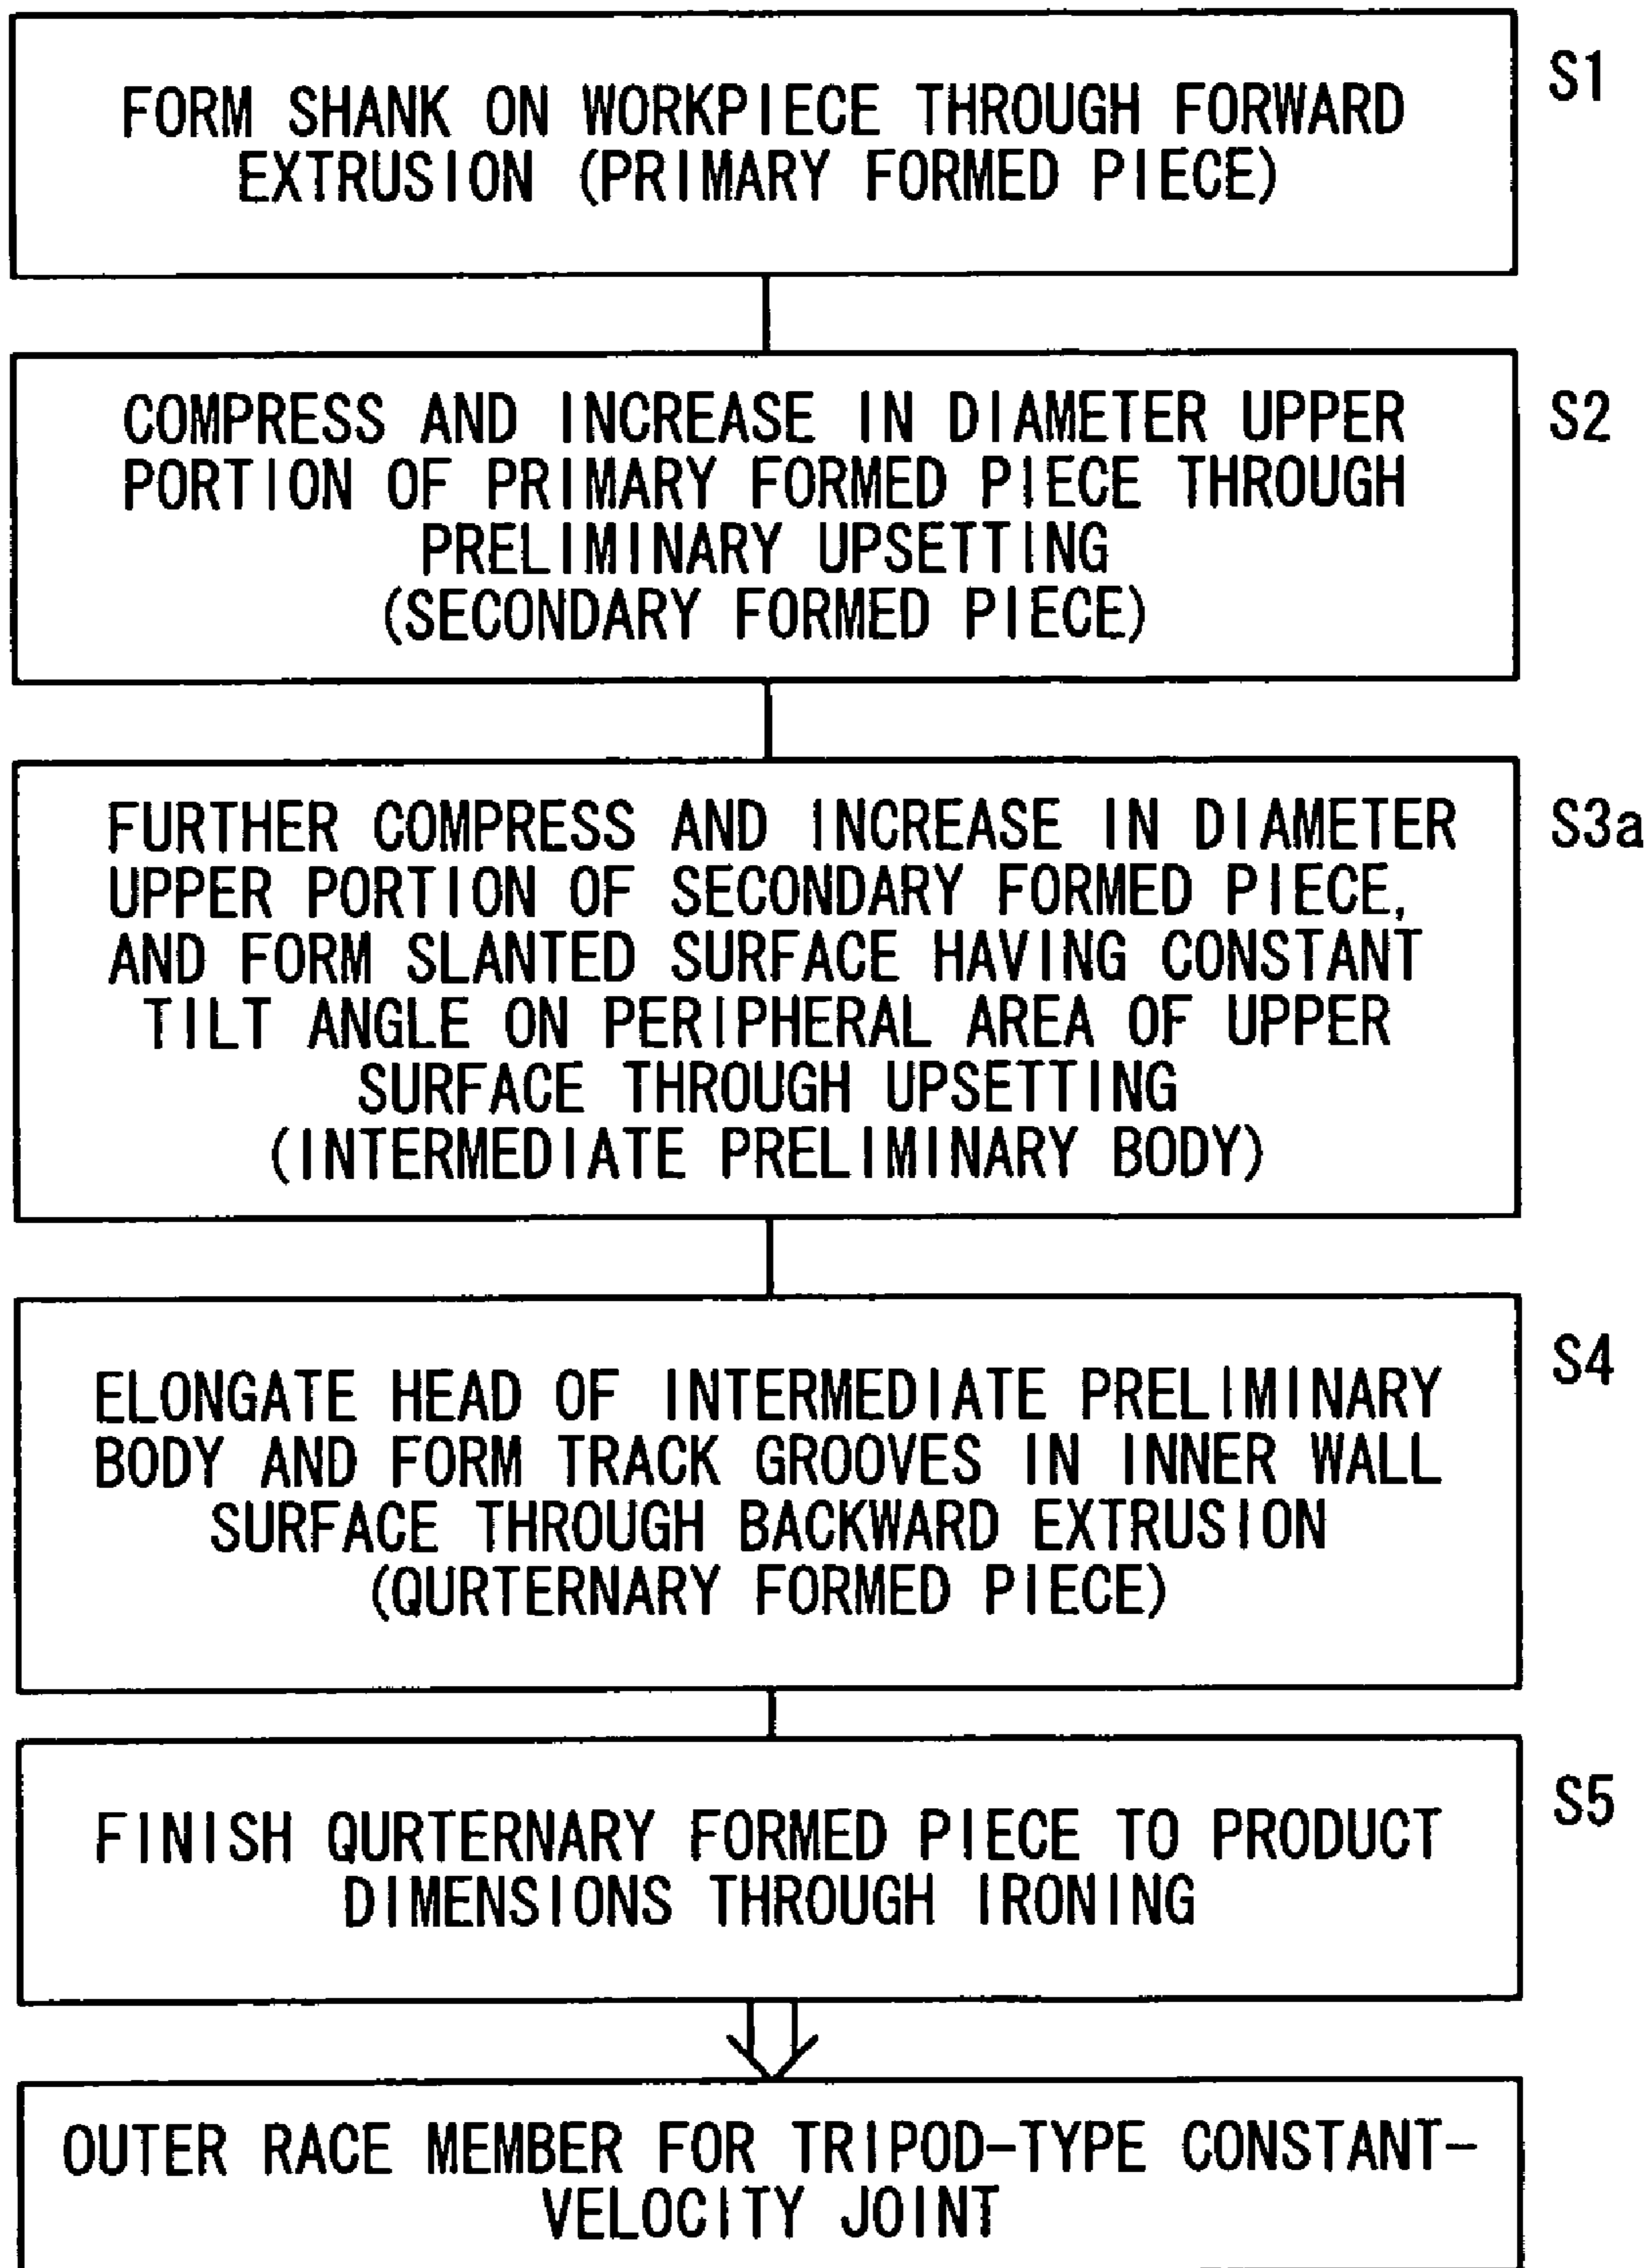 FORM SHANK ON WORKPIECE THROUGH FORWARD
EXTRUSION (PRIMARY FORMED PIECE)
S1
COMPRESS AND INCREASE IN DIAMETER UPPER
PORTION OF PRIMARY FORMED PIECE THROUGH
PRELIMINARY UPSETTING
(SECONDARY FORMED PIECE)
S2
FURTHER COMPRESS AND INCREASE IN DIAMETER
UPPER PORTION OF SECONDARY FORMED PIECE,
AND FORM SLANTED SURFACE HAVING CONSTANT
TILT ANGLE ON PERIPHERAL AREA OF UPPER
SURFACE THROUGH UPSETTING
(INTERMEDIATE PRELIMINARY BODY)
S3a
ELONGATE HEAD OF INTERMEDIATE PRELIMINARY
BODY AND FORM TRACK GROOVES IN INNER WALL
SURFACE THROUGH BACKWARD EXTRUSION
(QURTERNARY FORMED PIECE)
S4
FINISH QURTERNARY FORMED PIECE TO PRODUCT
DIMENSIONS THROUGH IRONING
S5
OUTER RACE MEMBER FOR TRIPOD-TYPE CONSTANT-
VELOCITY JOINT